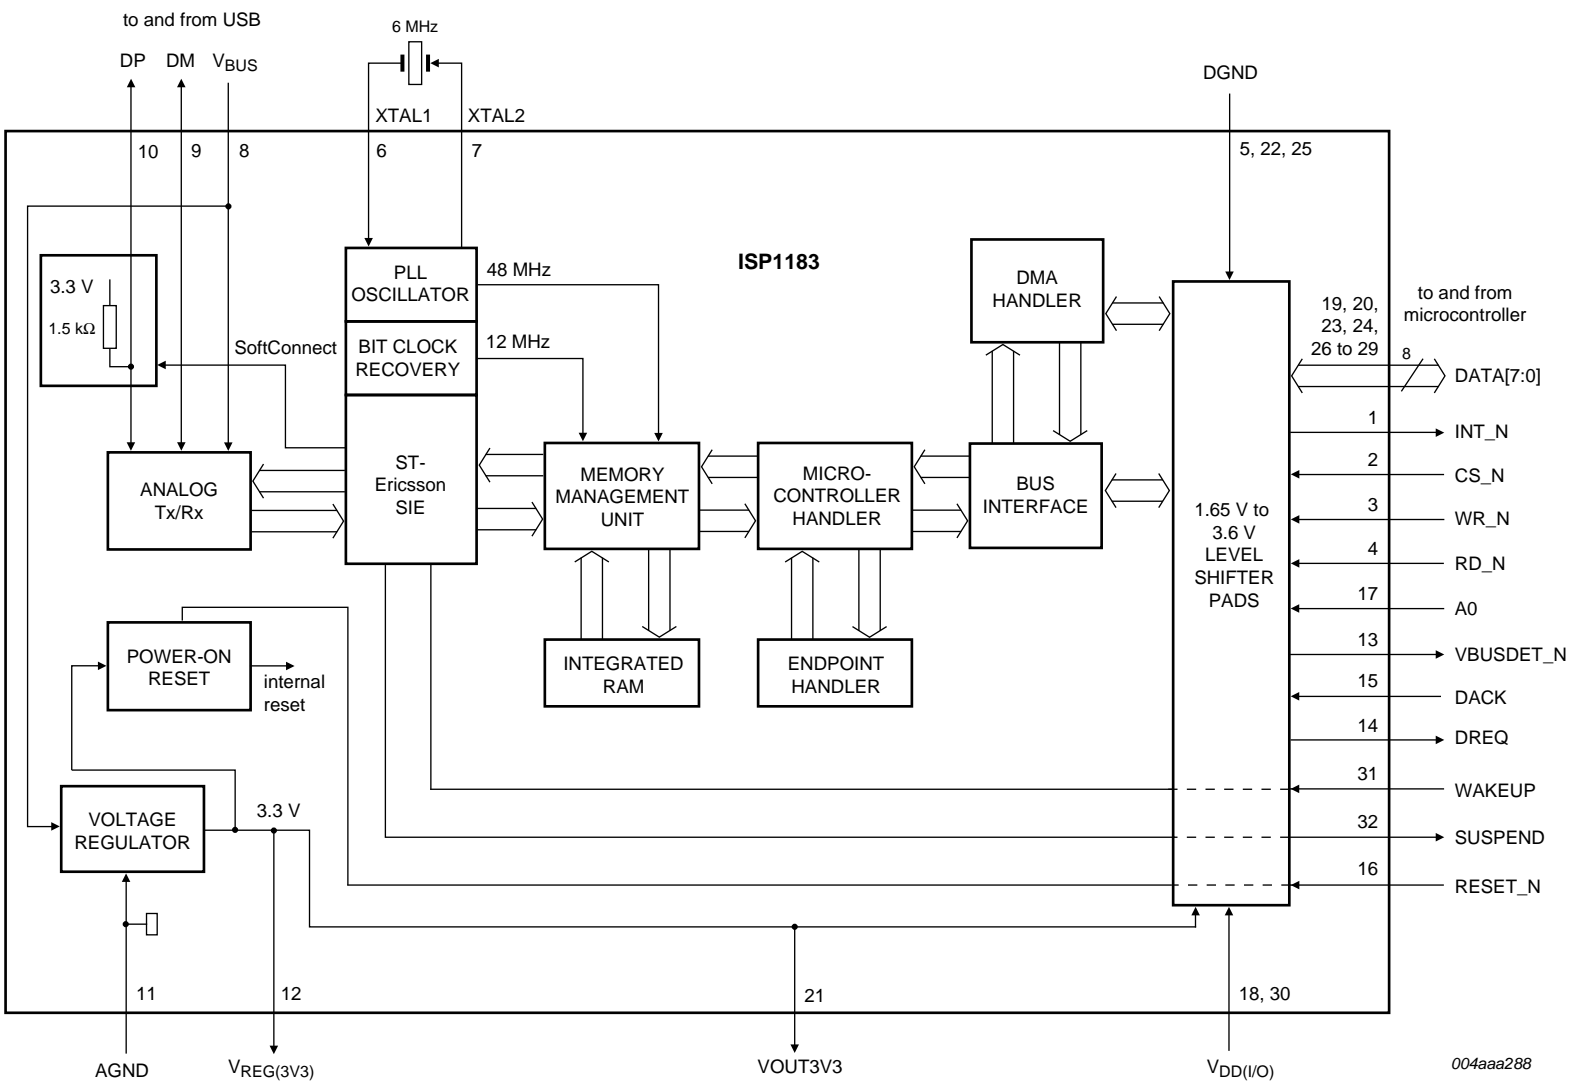 to and from USB
6 MHz
DP
DM
VBUS
DGND
XTAL1
XTAL2
10
9
8
6
7
5, 22, 25
ISP1183
3.3 V
1.5 kΩ
SoftConnect
PLL
OSCILLATOR
48 MHz
BIT CLOCK
RECOVERY
12 MHz
ST-
Ericsson
SIE
ANALOG
Tx/Rx
MEMORY
MANAGEMENT
UNIT
MICRO-
CONTROLLER
HANDLER
DMA
HANDLER
BUS
INTERFACE
1.65 V to
3.6 V
LEVEL
SHIFTER
PADS
INTEGRATED
RAM
ENDPOINT
HANDLER
POWER-ON
RESET
internal
reset
VOLTAGE
REGULATOR
3.3 V
to and from
microcontroller
19, 20,
23, 24,
26 to 29
8
DATA[7:0]
1
INT_N
2
CS_N
3
WR_N
4
RD_N
17
A0
13
VBUSDET_N
15
DACK
14
DREQ
31
WAKEUP
32
SUSPEND
16
RESET_N
11
12
21
18, 30
AGND
VREG(3V3)
VOUT3V3
VDD(I/O)
004aaa288